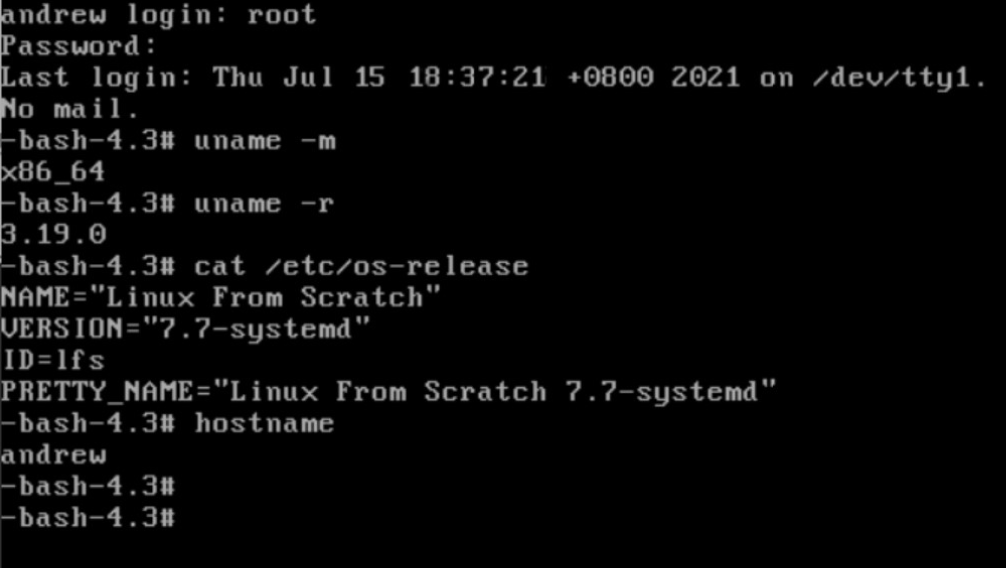 andrew login: root
Password:
Last login: Thu Jul 15 18:37:21 +0800 2021 on /dev/tty1.
No mail.
-bash-4.3# uname -m
x86_64
-bash-4.3# uname -r
3.19.0
-bash-4.3# cat /etc/os-release
NAME="Linux From Scratch"
VERSION="7.7-systemd"
ID=lfs
PRETTY_NAME="Linux From Scratch 7.7-systemd"
-bash-4.3# hostname
andrew
-bash-4.3#
-bash-4.3#